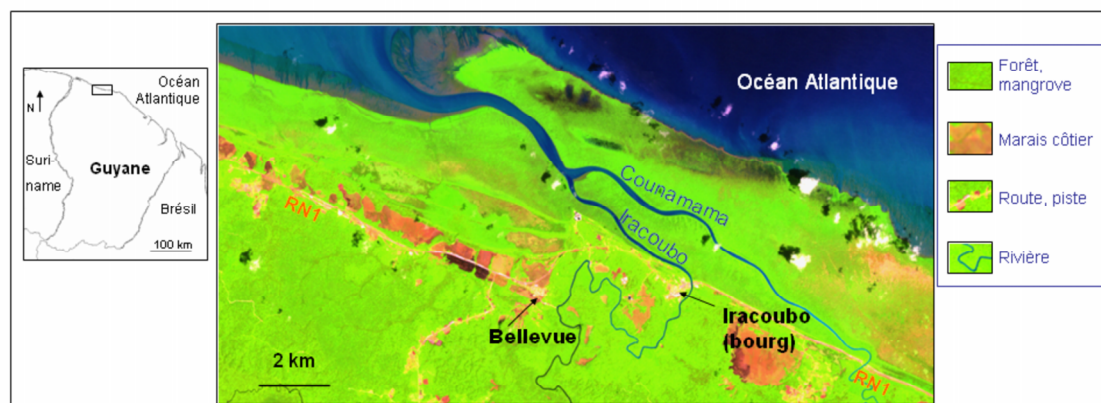 Océan
Atlantique
N
Suri-
name
Guyane
Brésil
100 km
Océan Atlantique
RN1
Counamama
Iracoubo
Bellevue
Iracoubo
(bourg)
2 km
RN1
Forêt,
mangrove
Marais côtier
Route, piste
Rivière